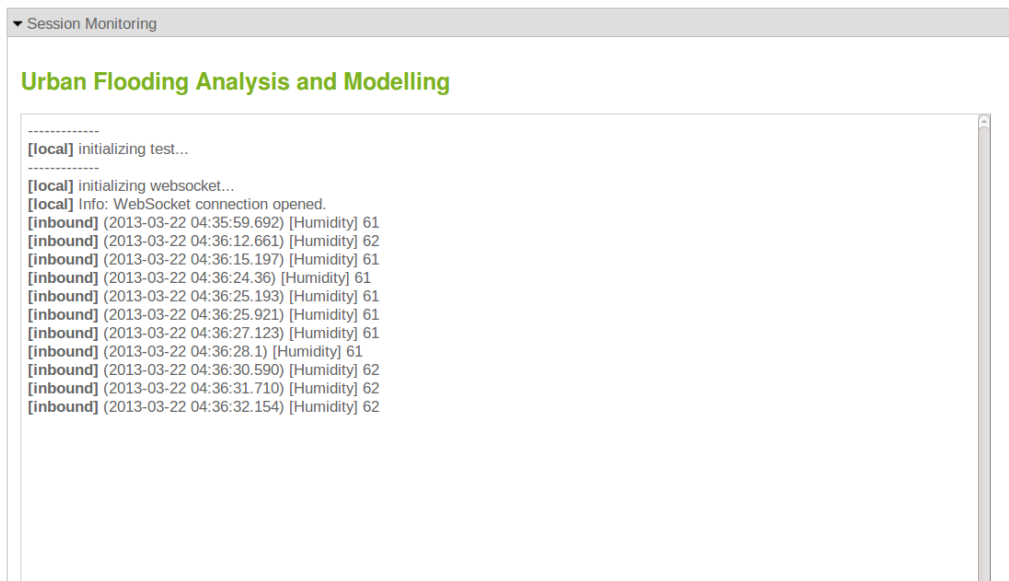 Session Monitoring
Urban Flooding Analysis and Modelling
-------------
[local] initializing test...
-------------
[local] initializing websocket...
[local] Info: WebSocket connection opened.
[inbound] (2013-03-22 04:35:59.692) [Humidity] 61
[inbound] (2013-03-22 04:36:12.661) [Humidity] 62
[inbound] (2013-03-22 04:36:15.197) [Humidity] 61
[inbound] (2013-03-22 04:36:24.36) [Humidity] 61
[inbound] (2013-03-22 04:36:25.193) [Humidity] 61
[inbound] (2013-03-22 04:36:25.921) [Humidity] 61
[inbound] (2013-03-22 04:36:27.123) [Humidity] 61
[inbound] (2013-03-22 04:36:28.1) [Humidity] 61
[inbound] (2013-03-22 04:36:30.590) [Humidity] 62
[inbound] (2013-03-22 04:36:31.710) [Humidity] 62
[inbound] (2013-03-22 04:36:32.154) [Humidity] 62